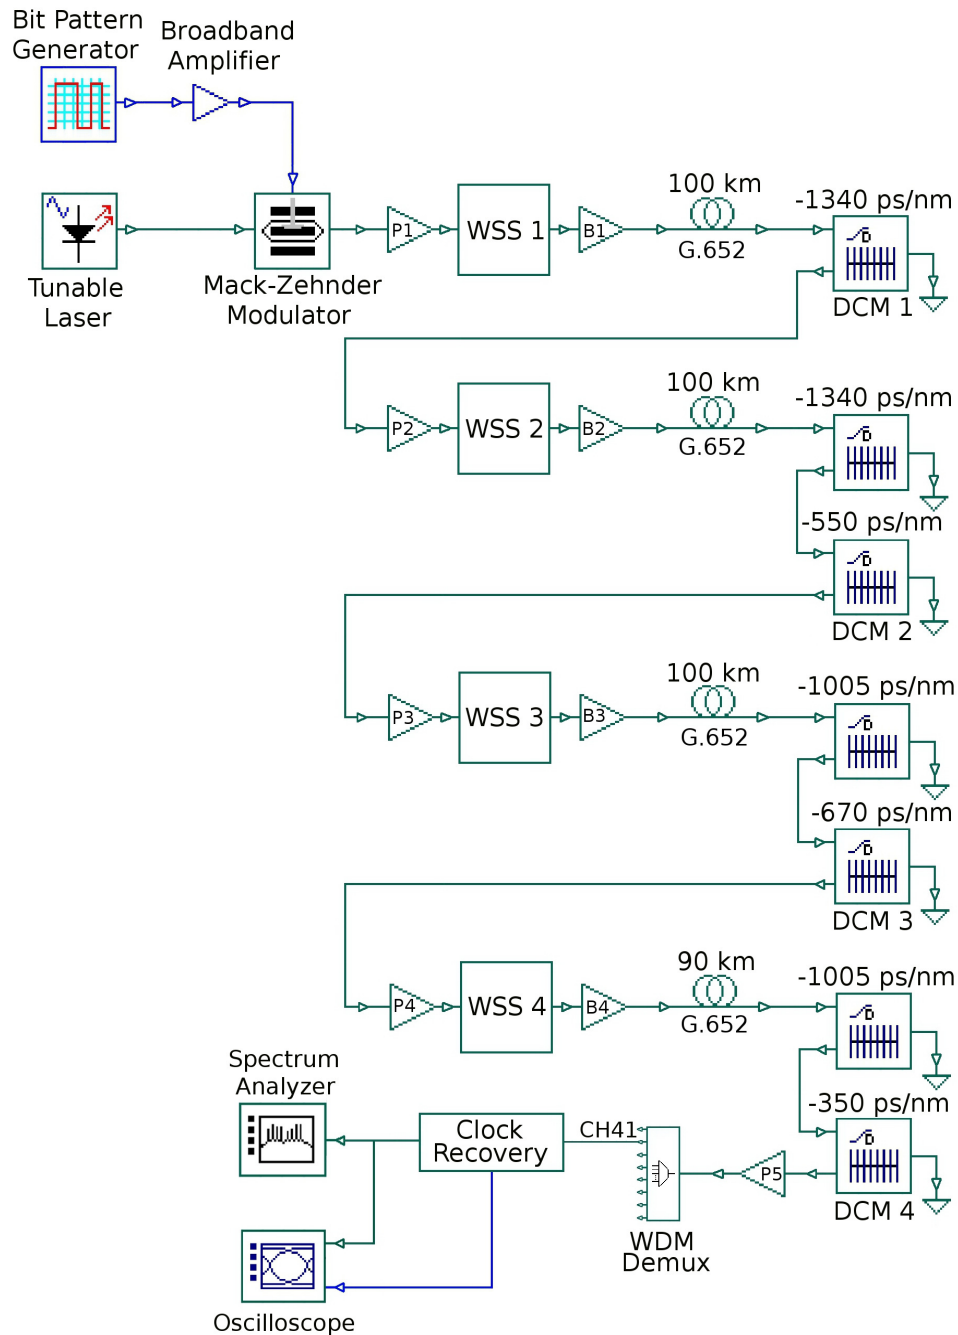 Bit Pattern
Generator
Broadband
Amplifier
Tunable
Laser
Mack-Zehnder
Modulator
P1
WSS 1
B1
100 km
G.652
-1340 ps/nm
DCM 1
P2
WSS 2
B2
100 km
G.652
-1340 ps/nm
-550 ps/nm
DCM 2
P3
WSS 3
B3
100 km
G.652
-1005 ps/nm
-670 ps/nm
DCM 3
P4
WSS 4
B4
90 km
G.652
-1005 ps/nm
-350 ps/nm
DCM 4
P5
WDM
Demux
CH41
Clock
Recovery
Spectrum
Analyzer
Oscilloscope